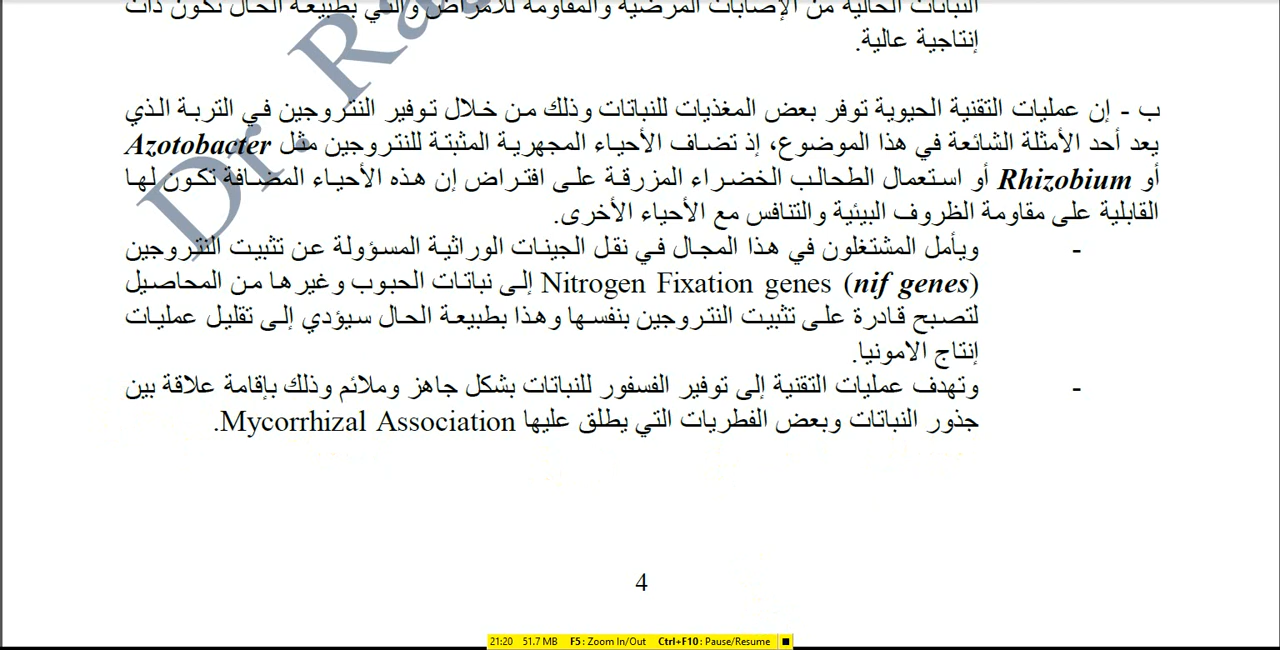 النباتات الخالية من الإصابات المرضية والمقاومة للأمراض والتي بطبيعة الحال تكون ذات
إنتاجية عالية.
ب - إن عمليات التقنية الحيوية توفر بعض المغذيات للنباتات وذلك من خلال توفير النتروجين في التربة الذي
يعد أحد الأمثلة الشائعة في هذا الموضوع، إذ تضاف الأحياء المجهرية المثبتة للنتروجين مثل Azotobacter
أو Rhizobium أو استعمال الطحالب الخضراء المزرقة على افتراض إن هذه الأحياء المضافة تكون لها
القابلية على مقاومة الظروف البيئية والتنافس مع الأحياء الأخرى.
- ويأمل المشتغلون في هذا المجال في نقل الجينات الوراثية المسؤولة عن تثبيت النتروجين
Nitrogen Fixation genes (nif genes) إلى نباتات الحبوب وغيرها من المحاصيل
لتصبح قادرة على تثبيت النتروجين بنفسها وهذا بطبيعة الحال سيؤدي إلى تقليل عمليات
إنتاج الامونيا.
- وتهدف عمليات التقنية إلى توفير الفسفور للنباتات بشكل جاهز وملائم وذلك بإقامة علاقة بين
جذور النباتات وبعض الفطريات التي يطلق عليها Mycorrhizal Association.
Dr. Ra
4
21:20 51.7 MB F5: Zoom In/Out Ctrl+F10: Pause/Resume